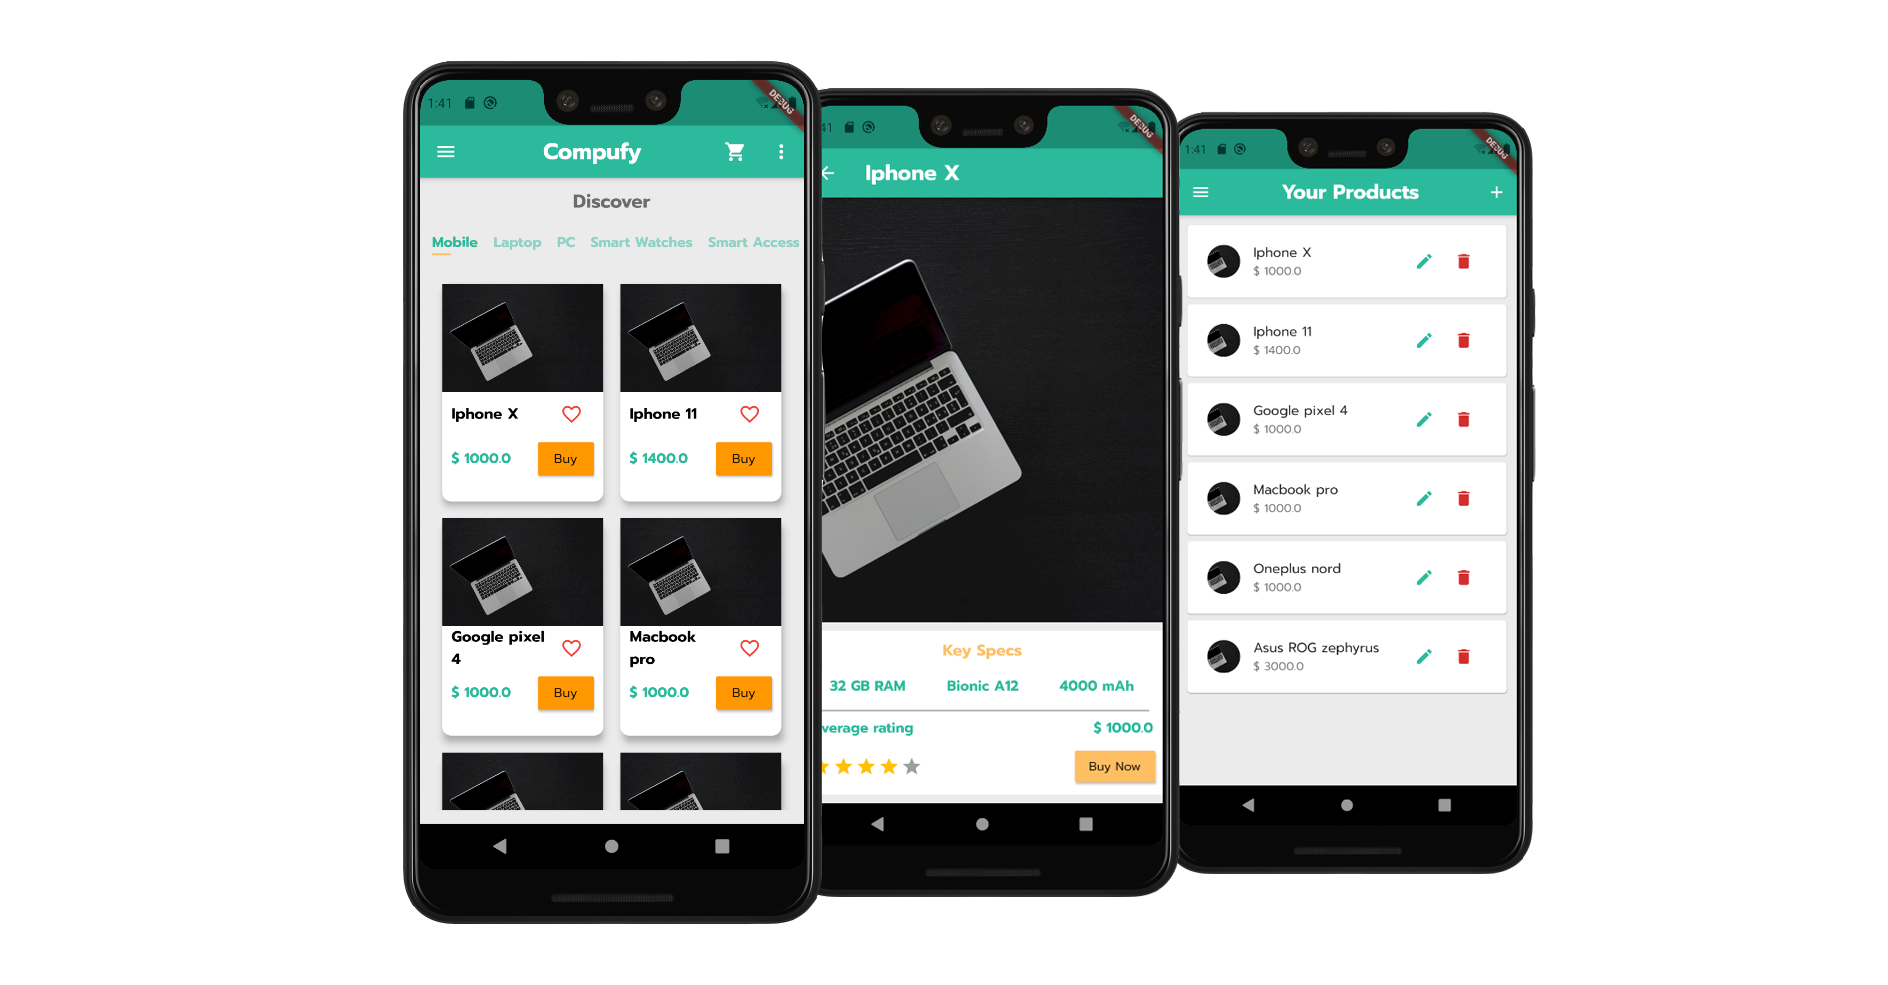 1:41
DEBUG
Compufy
Discover
Mobile Laptop PC Smart Watches Smart Access
Iphone X
Iphone 11
$ 1000.0 Buy
$ 1400.0 Buy
Google pixel
4
Macbook
pro
$ 1000.0 Buy
$ 1000.0 Buy
41
DEBUG
Iphone X
Key Specs
32 GB RAM Bionic A12 4000 mAh
verage rating $ 1000.0
Buy Now
1:41
DEBUG
Your Products
Iphone X
$ 1000.0
Iphone 11
$ 1400.0
Google pixel 4
$ 1000.0
Macbook pro
$ 1000.0
Oneplus nord
$ 1000.0
Asus ROG zephyrus
$ 3000.0